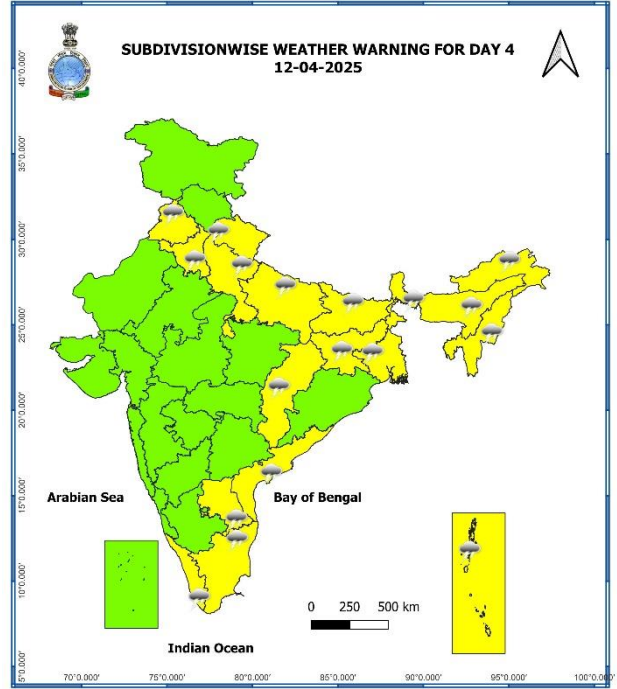 SUBDIVISIONWISE WEATHER WARNING FOR DAY 4
12-04-2025
40°0.000'
35°0.000'
30°0.000'
25°0.000'
20°0.000'
15°0.000'
10°0.000'
5°0.000'
Arabian Sea
Bay of Bengal
0 250 500 km
Indian Ocean
70°0.000' 75°0.000' 80°0.000' 85°0.000' 90°0.000' 95°0.000' 100°0.000'